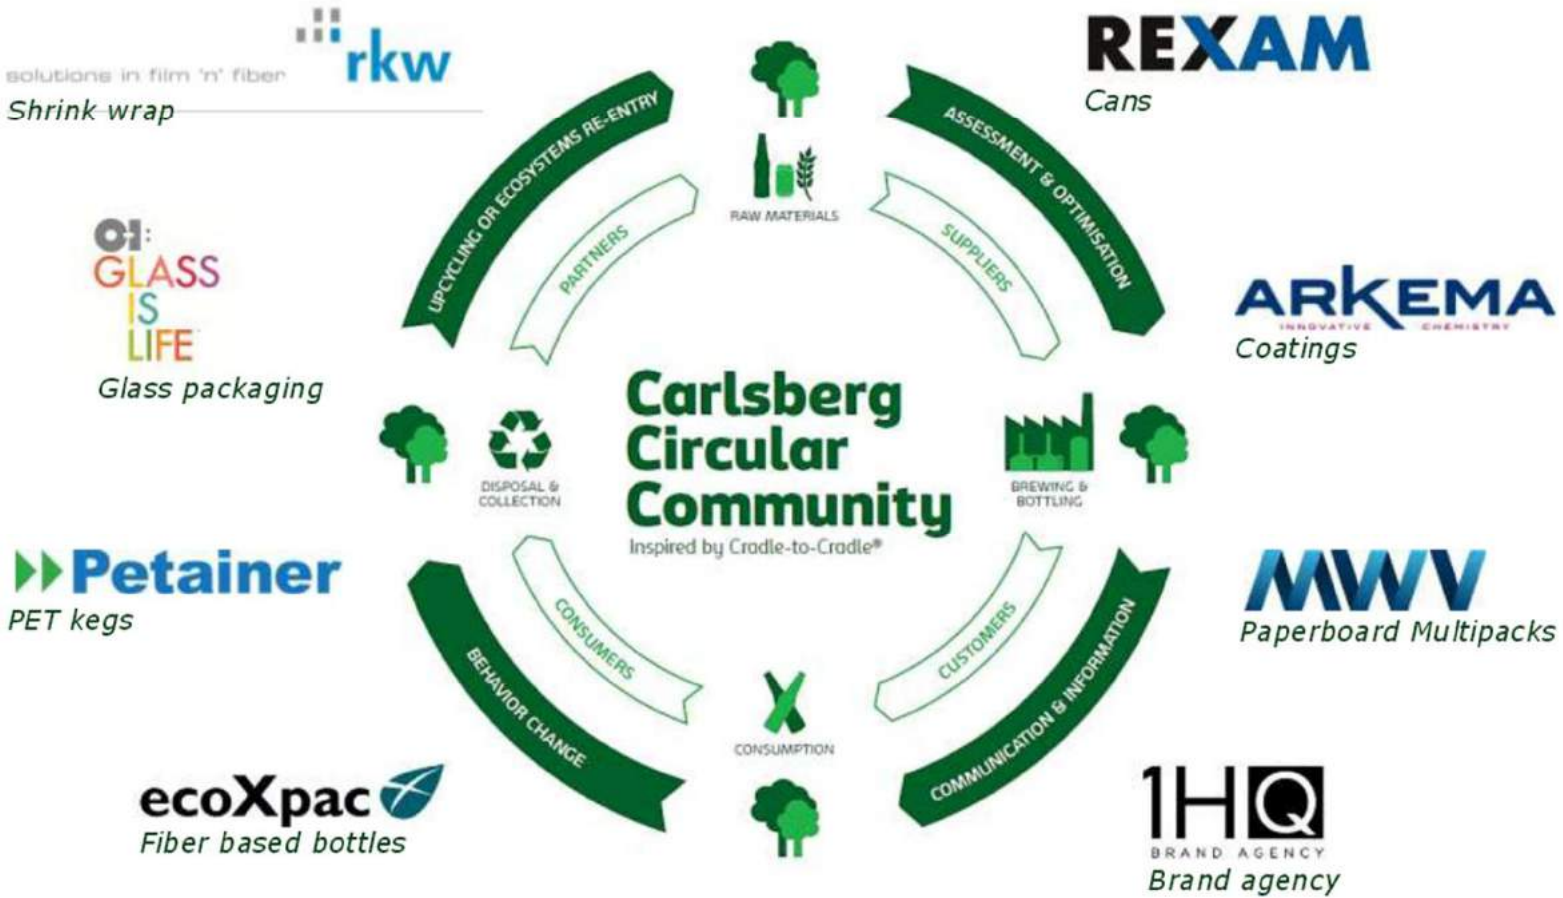 solutions in film 'n' fiber rkw
Shrink wrap
REXAM
Cans
UPCYCLING OR ECOSYSTEMS RE-ENTRY
PARTNERS
RAW MATERIALS
ASSESSMENT & OPTIMISATION
SUPPLIERS
O-I:
GLASS
IS
LIFE
Glass packaging
ARKEMA
INNOVATIVE CHEMISTRY
Coatings
Carlsberg
Circular
Community
Inspired by Cradle-to-Cradle®
DISPOSAL &
COLLECTION
BREWING &
BOTTLING
Petainer
PET kegs
MWV
Paperboard Multipacks
CONSUMERS
BEHAVIOR CHANGE
CUSTOMERS
COMMUNICATION & INFORMATION
CONSUMPTION
ecoXpac
Fiber based bottles
1HQ
BRAND AGENCY
Brand agency